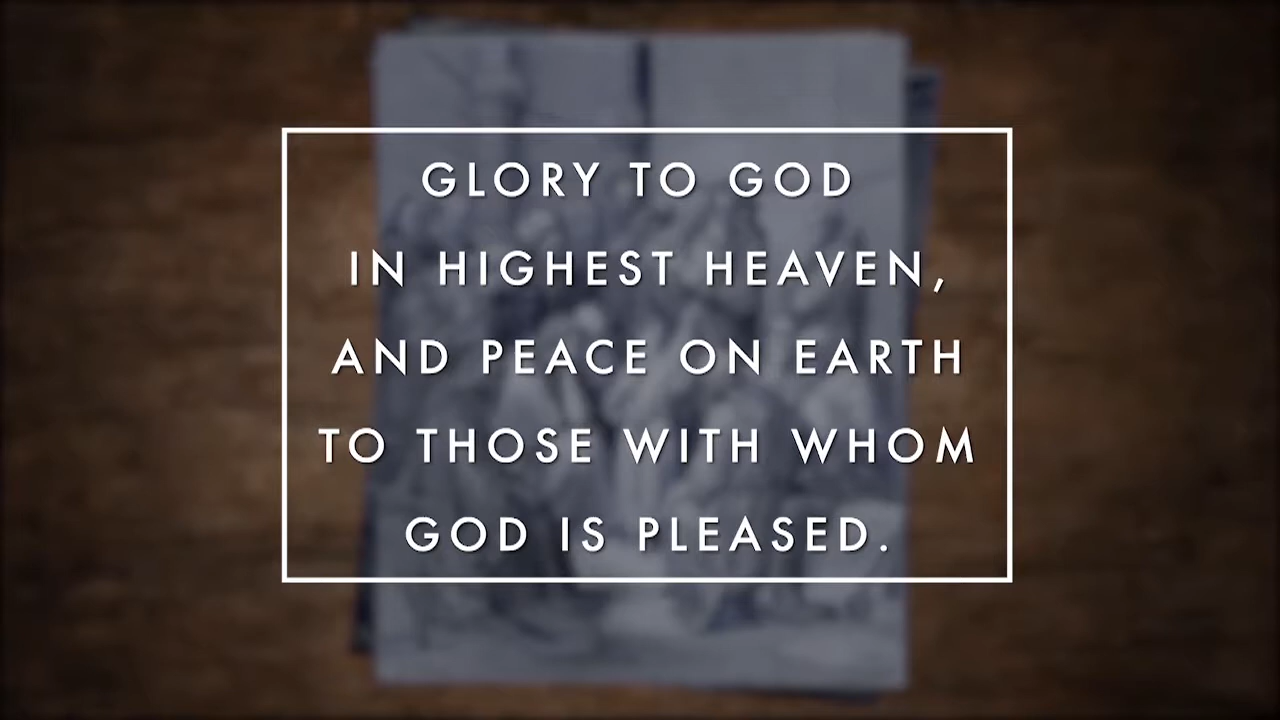 GLORY TO GOD
IN HIGHEST HEAVEN,
AND PEACE ON EARTH
TO THOSE WITH WHOM
GOD IS PLEASED.